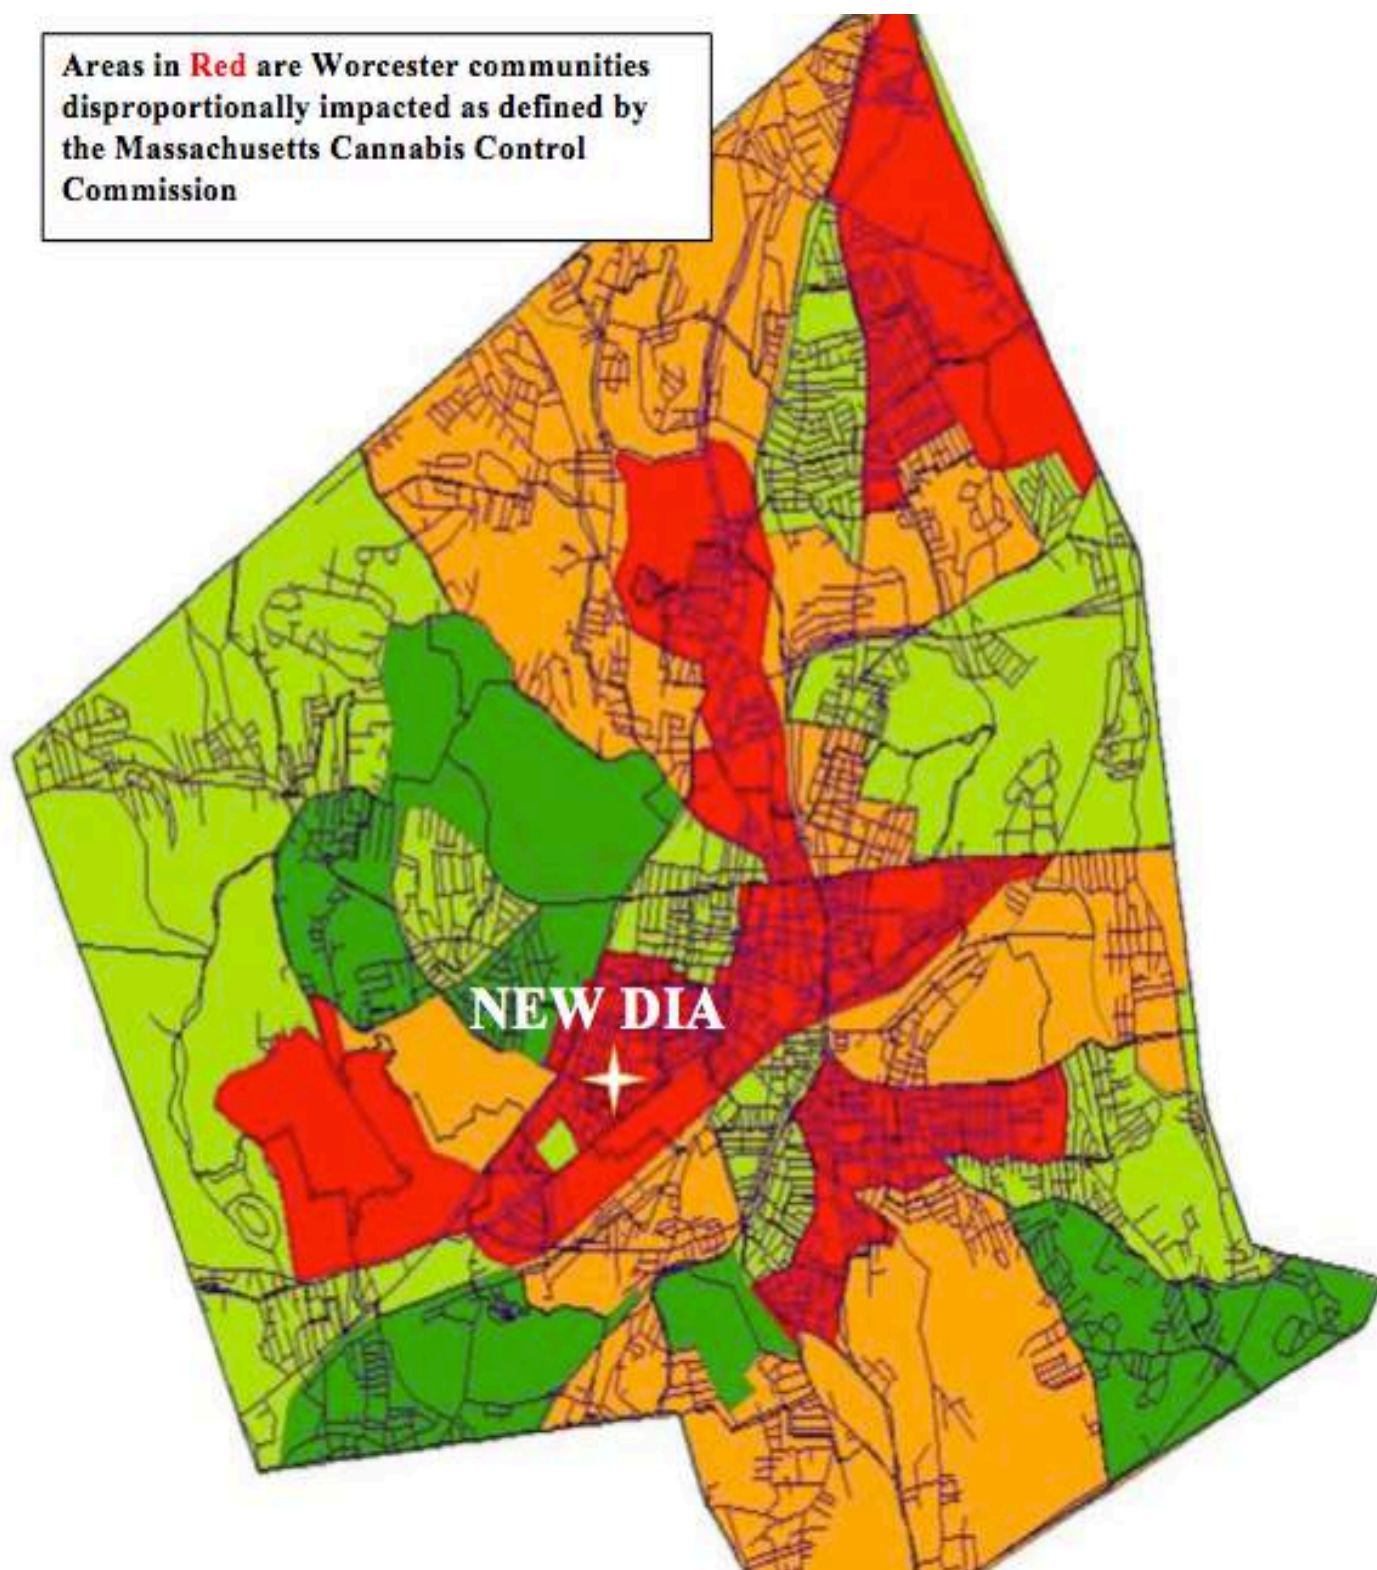 Areas in Red are Worcester communities
disproportionally impacted as defined by
the Massachusetts Cannabis Control
Commission
NEW DIA